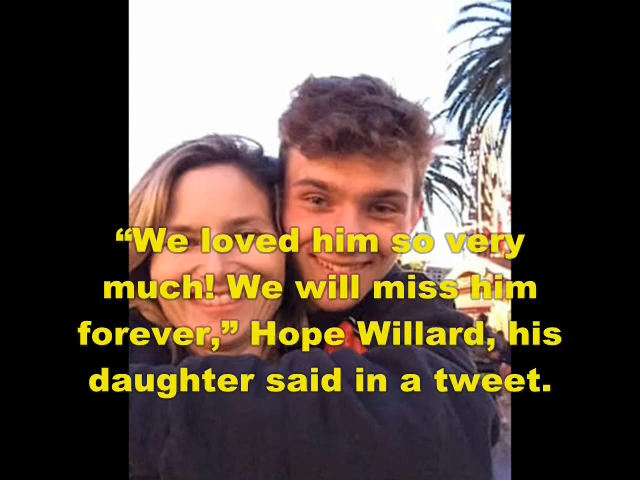 “We loved him so very
much! We will miss him
forever,” Hope Willard, his
daughter said in a tweet.